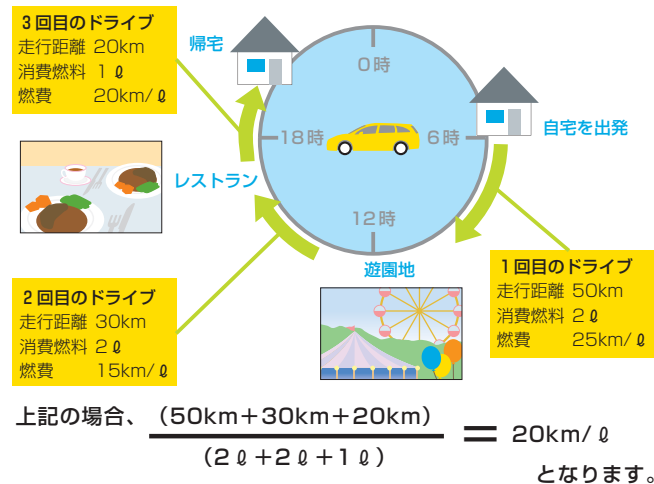 3回目のドライブ
走行距離 20km
消費燃料 1ℓ
燃費 20km/ℓ
帰宅
0時
18時
6時
12時
自宅を出発
レストラン
遊園地
1回目のドライブ
走行距離 50km
消費燃料 2ℓ
燃費 25km/ℓ
2回目のドライブ
走行距離 30km
消費燃料 2ℓ
燃費 15km/ℓ
上記の場合、 (50km+30km+20km)
(2ℓ+2ℓ+1ℓ)
= 20km/ℓ
となります。